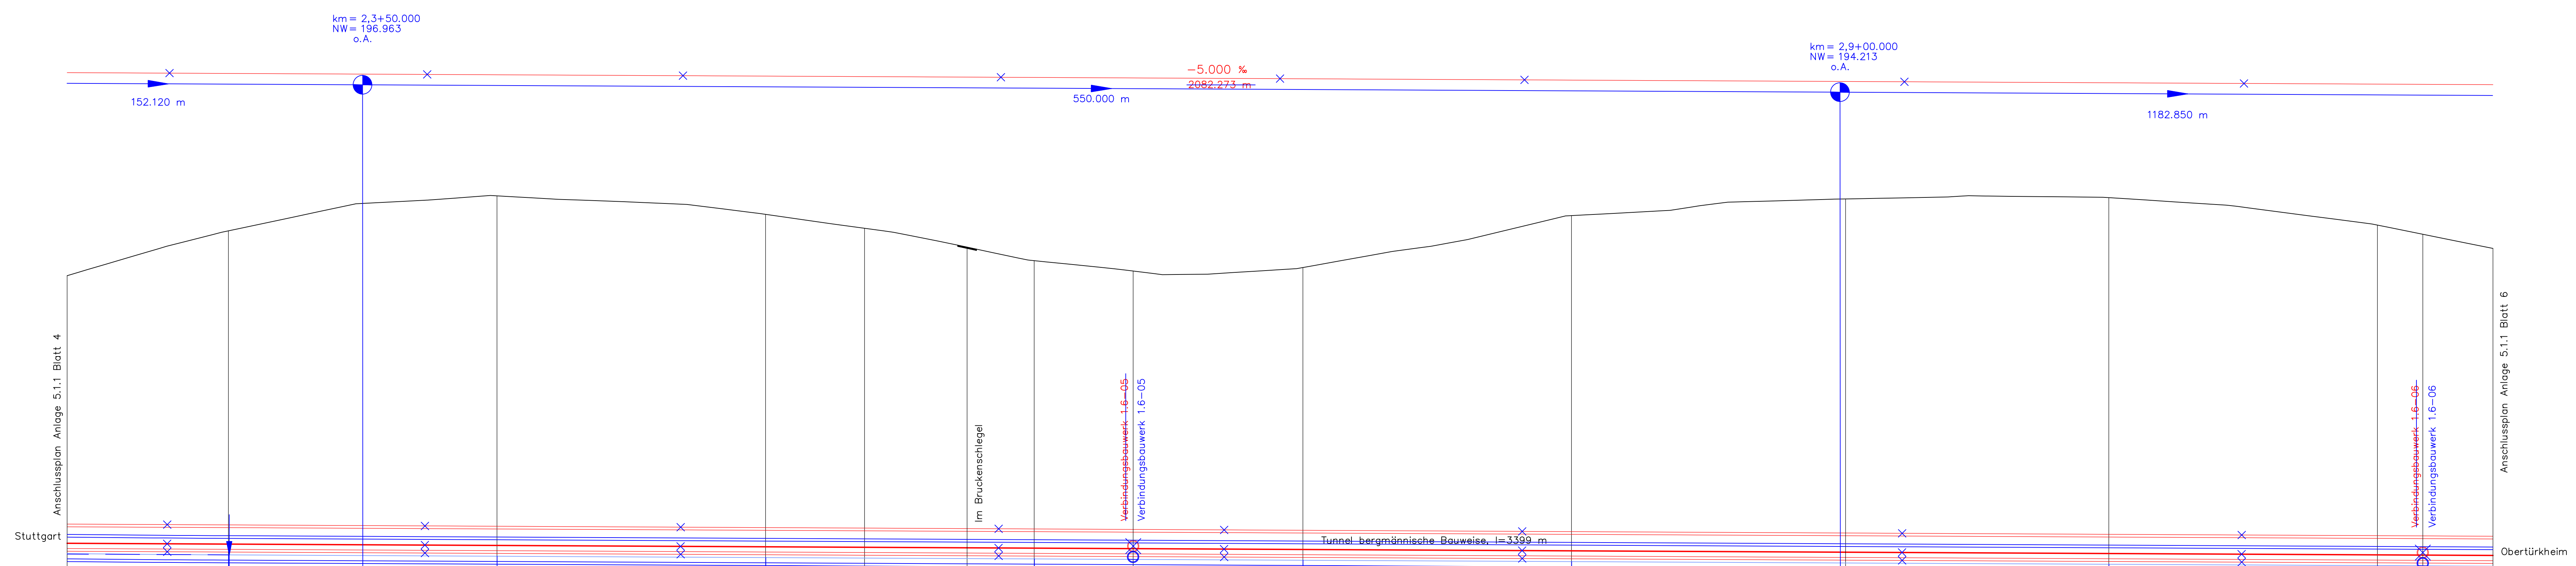 km = 2,3+50.000
NW= 196.963
o.A.
km = 2,9+00.000
NW= 194.213
o.A.
−5.000 ‰
2082.273 m
152.120 m
550.000 m
1182.850 m
Anschlussplan Anlage 5.1.1 Blatt 4
Im Bruckenschlegel
Verbindungsbauwerk 1.6−05
Verbindungsbauwerk 1.6−05
Verbindungsbauwerk 1.6−06
Verbindungsbauwerk 1.6−06
Anschlussplan Anlage 5.1.1 Blatt 6
Stuttgart
Tunnel bergmännische Bauweise, l=3399 m
Obertürkheim